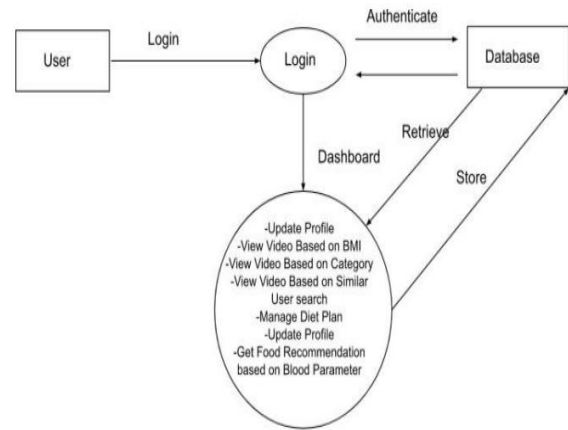 Authenticate
Login
User
Login
Database
Retrieve
Dashboard
Store
-Update Profile
-View Video Based on BMI
-View Video Based on Category
-View Video Based on Similar
User search
-Manage Diet Plan
-Update Profile
-Get Food Recommendation
based on Blood Parameter